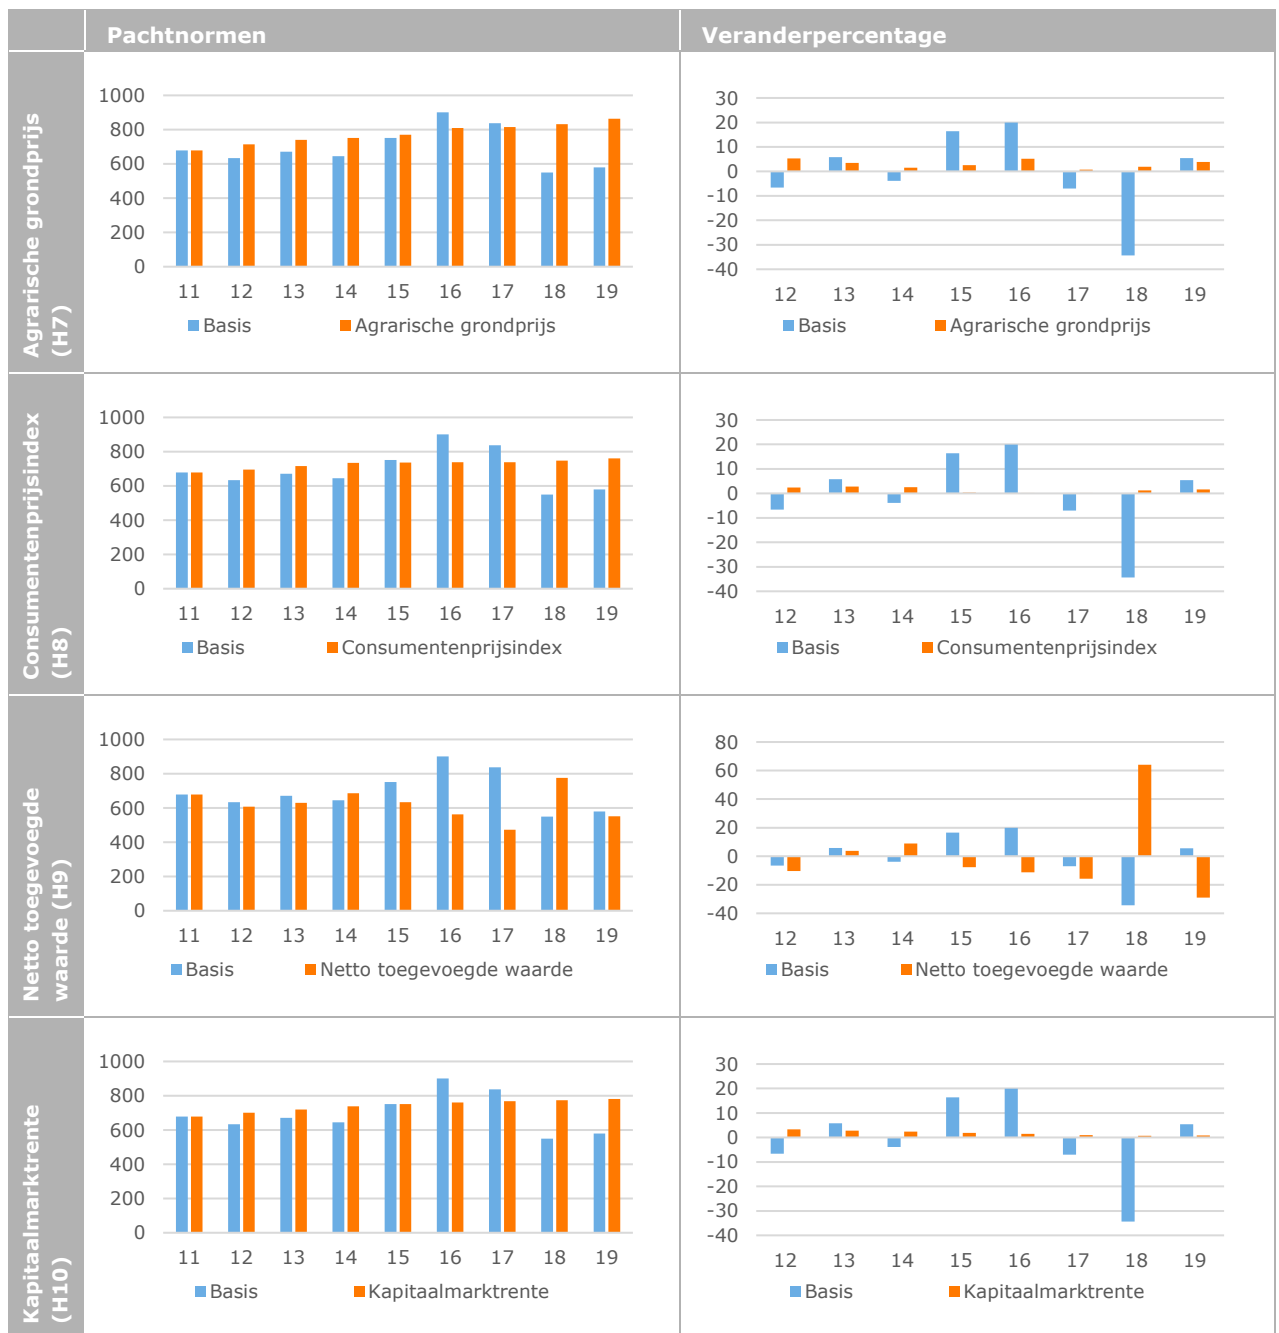 Pachtnormen Veranderpercentage
Agrarische grondprijs
(H7)
1000
800
600
400
200
0
11 12 13 14 15 16 17 18 19
Basis Agrarische grondprijs
30
20
10
0
-10
-20
-30
-40
12 13 14 15 16 17 18 19
Basis Agrarische grondprijs
Consumentenprijsindex
(H8)
1000
800
600
400
200
0
11 12 13 14 15 16 17 18 19
Basis Consumentenprijsindex
30
20
10
0
-10
-20
-30
-40
12 13 14 15 16 17 18 19
Basis Consumentenprijsindex
Netto toegevoegde
waarde (H9)
1000
800
600
400
200
0
11 12 13 14 15 16 17 18 19
Basis Netto toegevoegde waarde
80
60
40
20
0
-20
-40
12 13 14 15 16 17 18 19
Basis Netto toegevoegde waarde
Kapitaalmarktrente
(H10)
1000
800
600
400
200
0
11 12 13 14 15 16 17 18 19
Basis Kapitaalmarktrente
30
20
10
0
-10
-20
-30
-40
12 13 14 15 16 17 18 19
Basis Kapitaalmarktrente